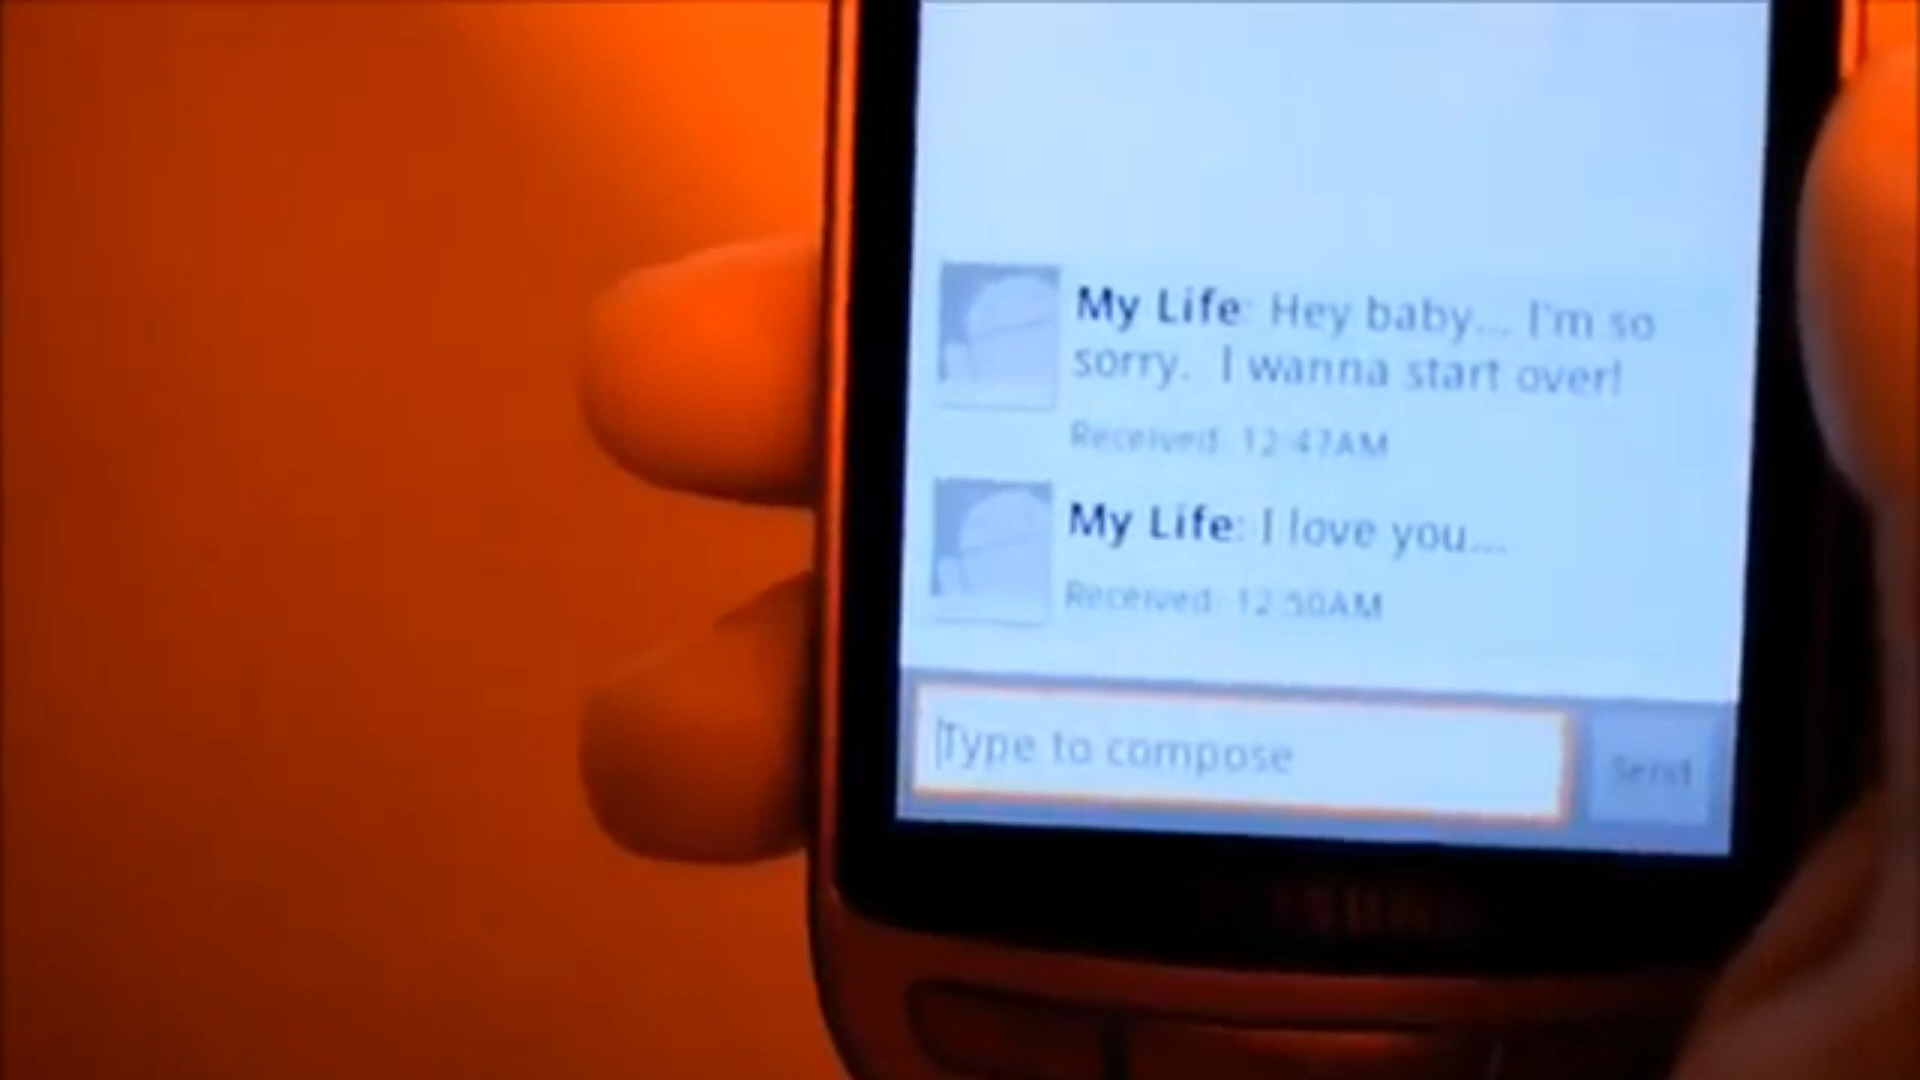 My Life: Hey baby... I'm so
sorry.  I wanna start over!
Received: 12:47AM
My Life: I love you...
Received: 12:50AM
Type to compose
Send